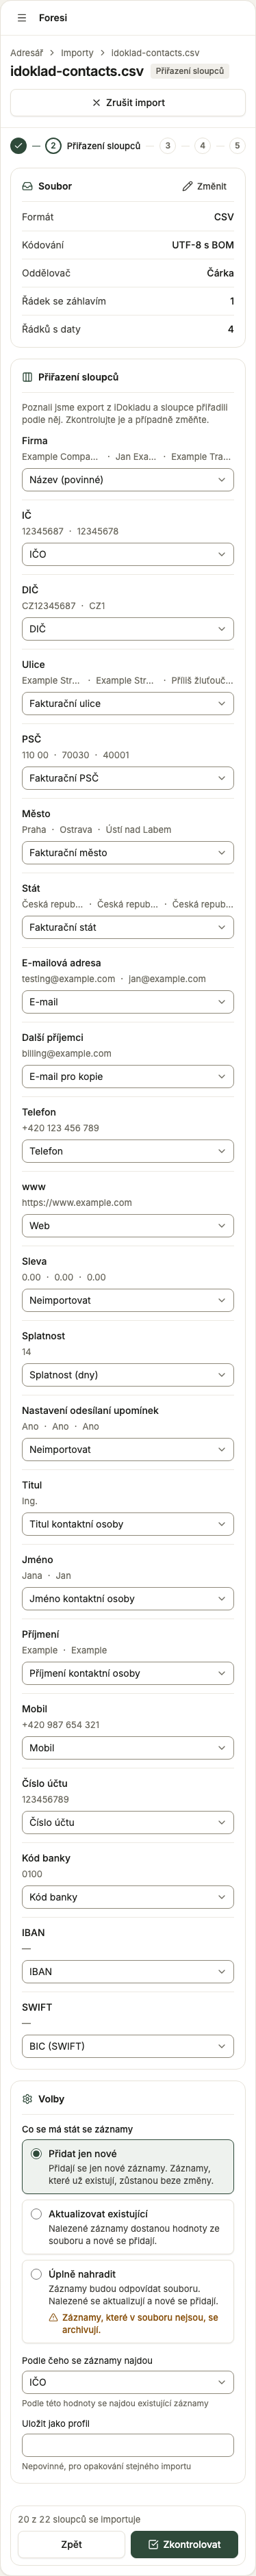 Foresi
Adresář > Importy > idoklad-contacts.csv
idoklad-contacts.csv Přiřazení sloupců
Zrušit import
2 Přiřazení sloupců 3 4 5
Soubor Změnit
Formát CSV
Kódování UTF-8 s BOM
Oddělovač Čárka
Řádek se záhlavím 1
Řádků s daty 4
Přiřazení sloupců
Poznali jsme export z iDokladu a sloupce přiřadili
podle něj. Zkontrolujte je a případně změňte.
Firma
Example Compa... · Jan Exa... · Example Tra...
Název (povinné)
IČ
12345687 · 12345678
IČO
DIČ
CZ12345687 · CZ1
DIČ
Ulice
Example Str... · Example Str... · Příliš žluťouč...
Fakturační ulice
PSČ
110 00 · 70030 · 40001
Fakturační PSČ
Město
Praha · Ostrava · Ústí nad Labem
Fakturační město
Stát
Česká repub... · Česká repub... · Česká repub...
Fakturační stát
E-mailová adresa
testing@example.com · jan@example.com
E-mail
Další příjemci
billing@example.com
E-mail pro kopie
Telefon
+420 123 456 789
Telefon
www
https://www.example.com
Web
Sleva
0.00 · 0.00 · 0.00
Neimportovat
Splatnost
14
Splatnost (dny)
Nastavení odesílaní upomínek
Ano · Ano · Ano
Neimportovat
Titul
Ing.
Titul kontaktní osoby
Jméno
Jana · Jan
Jméno kontaktní osoby
Příjmení
Example · Example
Příjmení kontaktní osoby
Mobil
+420 987 654 321
Mobil
Číslo účtu
123456789
Číslo účtu
Kód banky
0100
Kód banky
IBAN
—
IBAN
SWIFT
—
BIC (SWIFT)
Volby
Co se má stát se záznamy
Přidat jen nové
Přidají se jen nové záznamy. Záznamy,
které už existují, zůstanou beze změny.
Aktualizovat existující
Nalezené záznamy dostanou hodnoty ze
souboru a nové se přidají.
Úplně nahradit
Záznamy budou odpovídat souboru.
Nalezené se aktualizují a nové se přidají.
Záznamy, které v souboru nejsou, se
archivují.
Podle čeho se záznamy najdou
IČO
Podle této hodnoty se najdou existující záznamy
Uložit jako profil
Nepovinné, pro opakování stejného importu
20 z 22 sloupců se importuje
Zpět Zkontrolovat